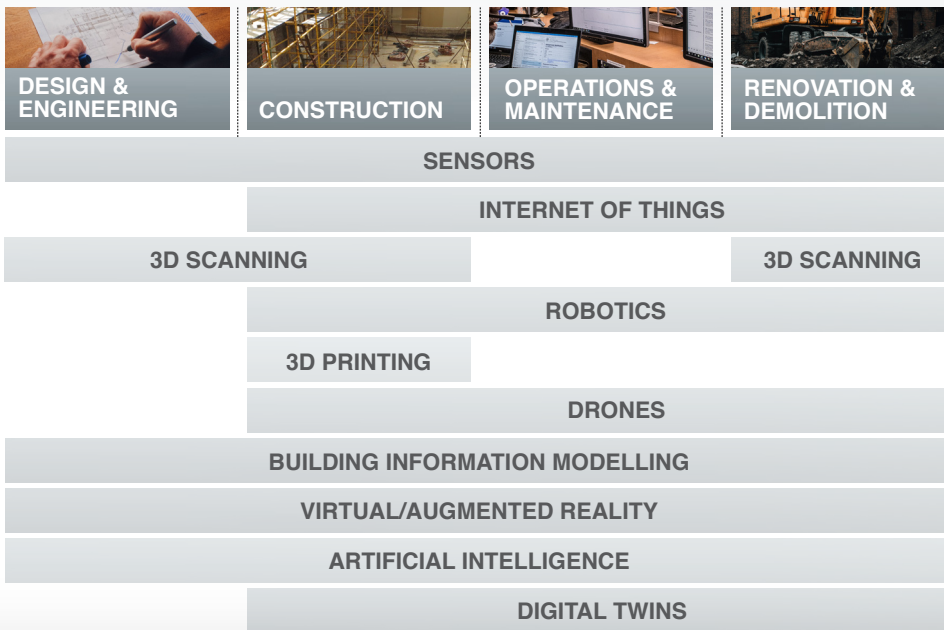 DESIGN &
ENGINEERING
CONSTRUCTION
OPERATIONS &
MAINTENANCE
RENOVATION &
DEMOLITION
SENSORS
INTERNET OF THINGS
3D SCANNING
3D SCANNING
ROBOTICS
3D PRINTING
DRONES
BUILDING INFORMATION MODELLING
VIRTUAL/AUGMENTED REALITY
ARTIFICIAL INTELLIGENCE
DIGITAL TWINS